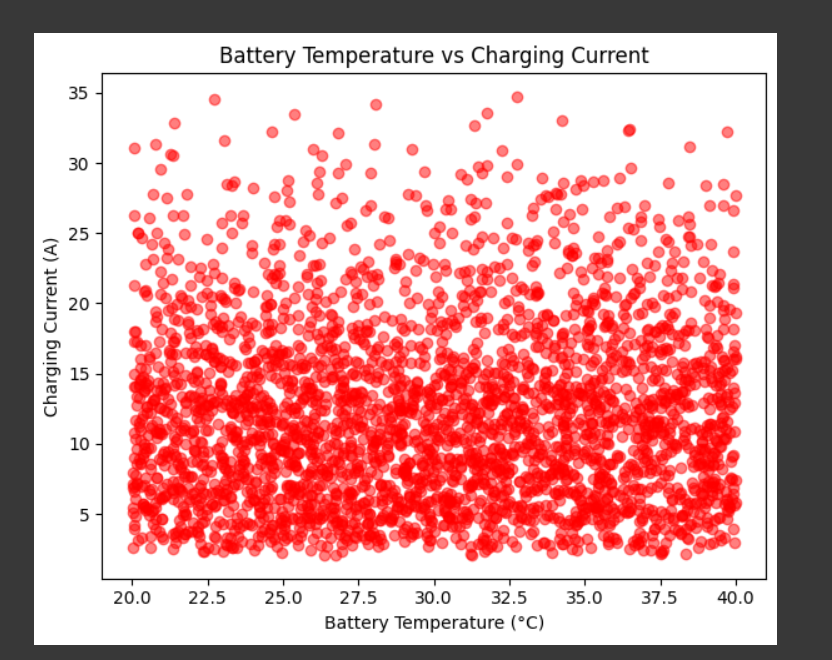 Battery Temperature vs Charging Current
35
30
25
20
15
10
5
Charging Current (A)
20.0 22.5 25.0 27.5 30.0 32.5 35.0 37.5 40.0
Battery Temperature (°C)